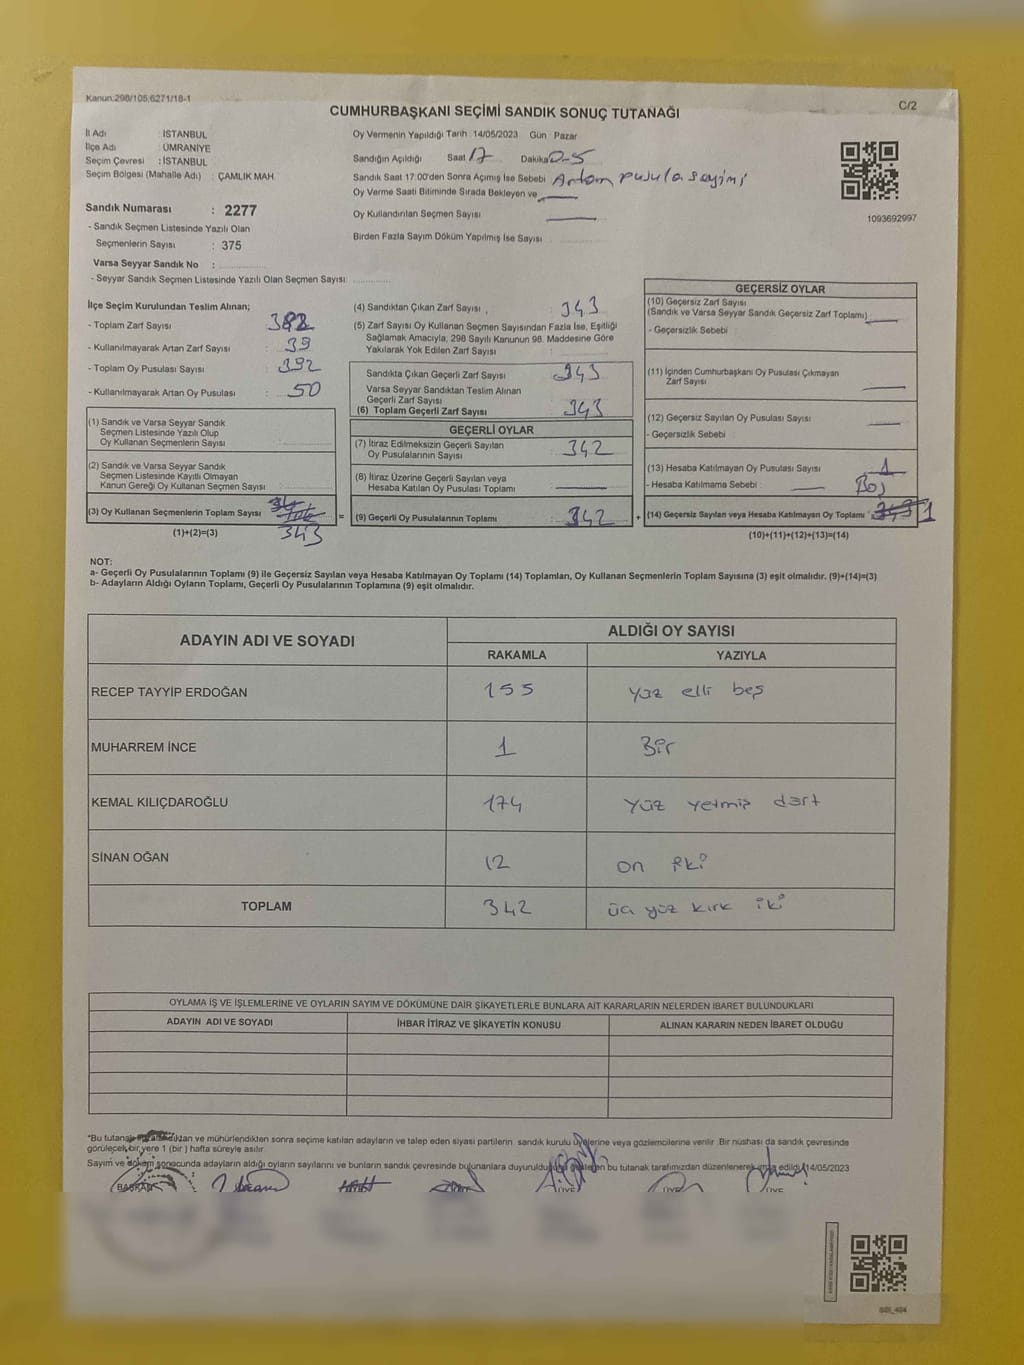 Kanun:298/105;6271/18-1
C/2
CUMHURBAŞKANI SEÇİMİ SANDIK SONUÇ TUTANAĞI
İl Adı : İSTANBUL
İlçe Adı : ÜMRANİYE
Seçim Çevresi : İSTANBUL
Seçim Bölgesi (Mahalle Adı) : ÇAMLIK MAH.
Sandık Numarası : 2277
- Sandık Seçmen Listesinde Yazılı Olan
Seçmenlerin Sayısı : 375
Varsa Seyyar Sandık No :
- Seyyar Sandık Seçmen Listesinde Yazılı Olan Seçmen Sayısı:
Oy Vermenin Yapıldığı Tarih :14/05/2023 Gün : Pazar
Sandığın Açıldığı Saat 17 Dakika 0-5
Sandık Saat 17:00'den Sonra Açımış İse Sebebi : Artan pusula sayımı
Oy Verme Saati Bitiminde Sırada Bekleyen ve
Oy Kullandırılan Seçmen Sayısı
Birden Fazla Sayım Döküm Yapılmış İse Sayısı :
1093692997
İlçe Seçim Kurulundan Teslim Alınan;
- Toplam Zarf Sayısı : 382
- Kullanılmayarak Artan Zarf Sayısı : 39
- Toplam Oy Pusulası Sayısı : 392
- Kullanılmayarak Artan Oy Pusulası : 50
(1) Sandık ve Varsa Seyyar Sandık
Seçmen Listesinde Yazılı Olup
Oy Kullanan Seçmenlerin Sayısı :
(2) Sandık ve Varsa Seyyar Sandık
Seçmen Listesinde Kayıtlı Olmayan
Kanun Gereği Oy Kullanan Seçmen Sayısı :
(3) Oy Kullanan Seçmenlerin Toplam Sayısı
(1)+(2)=(3) 343
(4) Sandıktan Çıkan Zarf Sayısı : 343
(5) Zarf Sayısı Oy Kullanan Seçmen Sayısından Fazla İse, Eşitliği
Sağlamak Amacıyla, 298 Sayılı Kanunun 98. Maddesine Göre
Yakılarak Yok Edilen Zarf Sayısı :
Sandıkta Çıkan Geçerli Zarf Sayısı : 343
Varsa Seyyar Sandıktan Teslim Alınan
Geçerli Zarf Sayısı :
(6) Toplam Geçerli Zarf Sayısı 343
GEÇERLİ OYLAR
(7) İtiraz Edilmeksizin Geçerli Sayılan
Oy Pusulalarının Sayısı : 342
(8) İtiraz Üzerine Geçerli Sayılan veya
Hesaba Katılan Oy Pusulası Toplamı :
= (9) Geçerli Oy Pusulalarının Toplamı : 342 +
GEÇERSİZ OYLAR
(10) Geçersiz Zarf Sayısı
(Sandık ve Varsa Seyyar Sandık Geçersiz Zarf Toplamı)
- Geçersizlik Sebebi :
(11) İçinden Cumhurbaşkanı Oy Pusulası Çıkmayan
Zarf Sayısı
(12) Geçersiz Sayılan Oy Pusulası Sayısı
- Geçersizlik Sebebi :
(13) Hesaba Katılmayan Oy Pusulası Sayısı : 1
- Hesaba Katılmama Sebebi : Boş
(14) Geçersiz Sayılan veya Hesaba Katılmayan Oy Toplamı : 1
(10)+(11)+(12)+(13)=(14)
NOT:
a- Geçerli Oy Pusulalarının Toplamı (9) ile Geçersiz Sayılan veya Hesaba Katılmayan Oy Toplamı (14) Toplamları, Oy Kullanan Seçmenlerin Toplam Sayısına (3) eşit olmalıdır. (9)+(14)=(3)
b- Adayların Aldığı Oyların Toplamı, Geçerli Oy Pusulalarının Toplamına (9) eşit olmalıdır.
ADAYIN ADI VE SOYADI
ALDIĞI OY SAYISI
RAKAMLA YAZIYLA
RECEP TAYYİP ERDOĞAN 155 yüz elli beş
MUHARREM İNCE 1 Bir
KEMAL KILIÇDAROĞLU 174 yüz yetmiş dört
SİNAN OĞAN 12 on iki
TOPLAM 342 üç yüz kırk iki
OYLAMA İŞ VE İŞLEMLERİNE VE OYLARIN SAYIM VE DÖKÜMÜNE DAİR ŞİKAYETLERLE BUNLARA AİT KARARLARIN NELERDEN İBARET BULUNDUKLARI
ADAYIN ADI VE SOYADI İHBAR İTİRAZ VE ŞİKAYETİN KONUSU ALINAN KARARIN NEDEN İBARET OLDUĞU
*Bu tutanak ve mühürlendikten sonra seçime katılan adayların ve talep eden siyasi partilerin sandık kurulu üyelerine veya gözlemcilerine verilir. Bir nüshası da sandık çevresinde
görülecek bir yere 1 (bir) hafta süreyle asılır.
Sayım ve döküm sonucunda adayların aldığı oyların sayılarını ve bunların sandık çevresinde bulunanlara duyurulduğunu bu tutanak tarafımızdan düzenlenerek imza edildi. 14/05/2023
BAŞKAN ÜYE ÜYE ÜYE